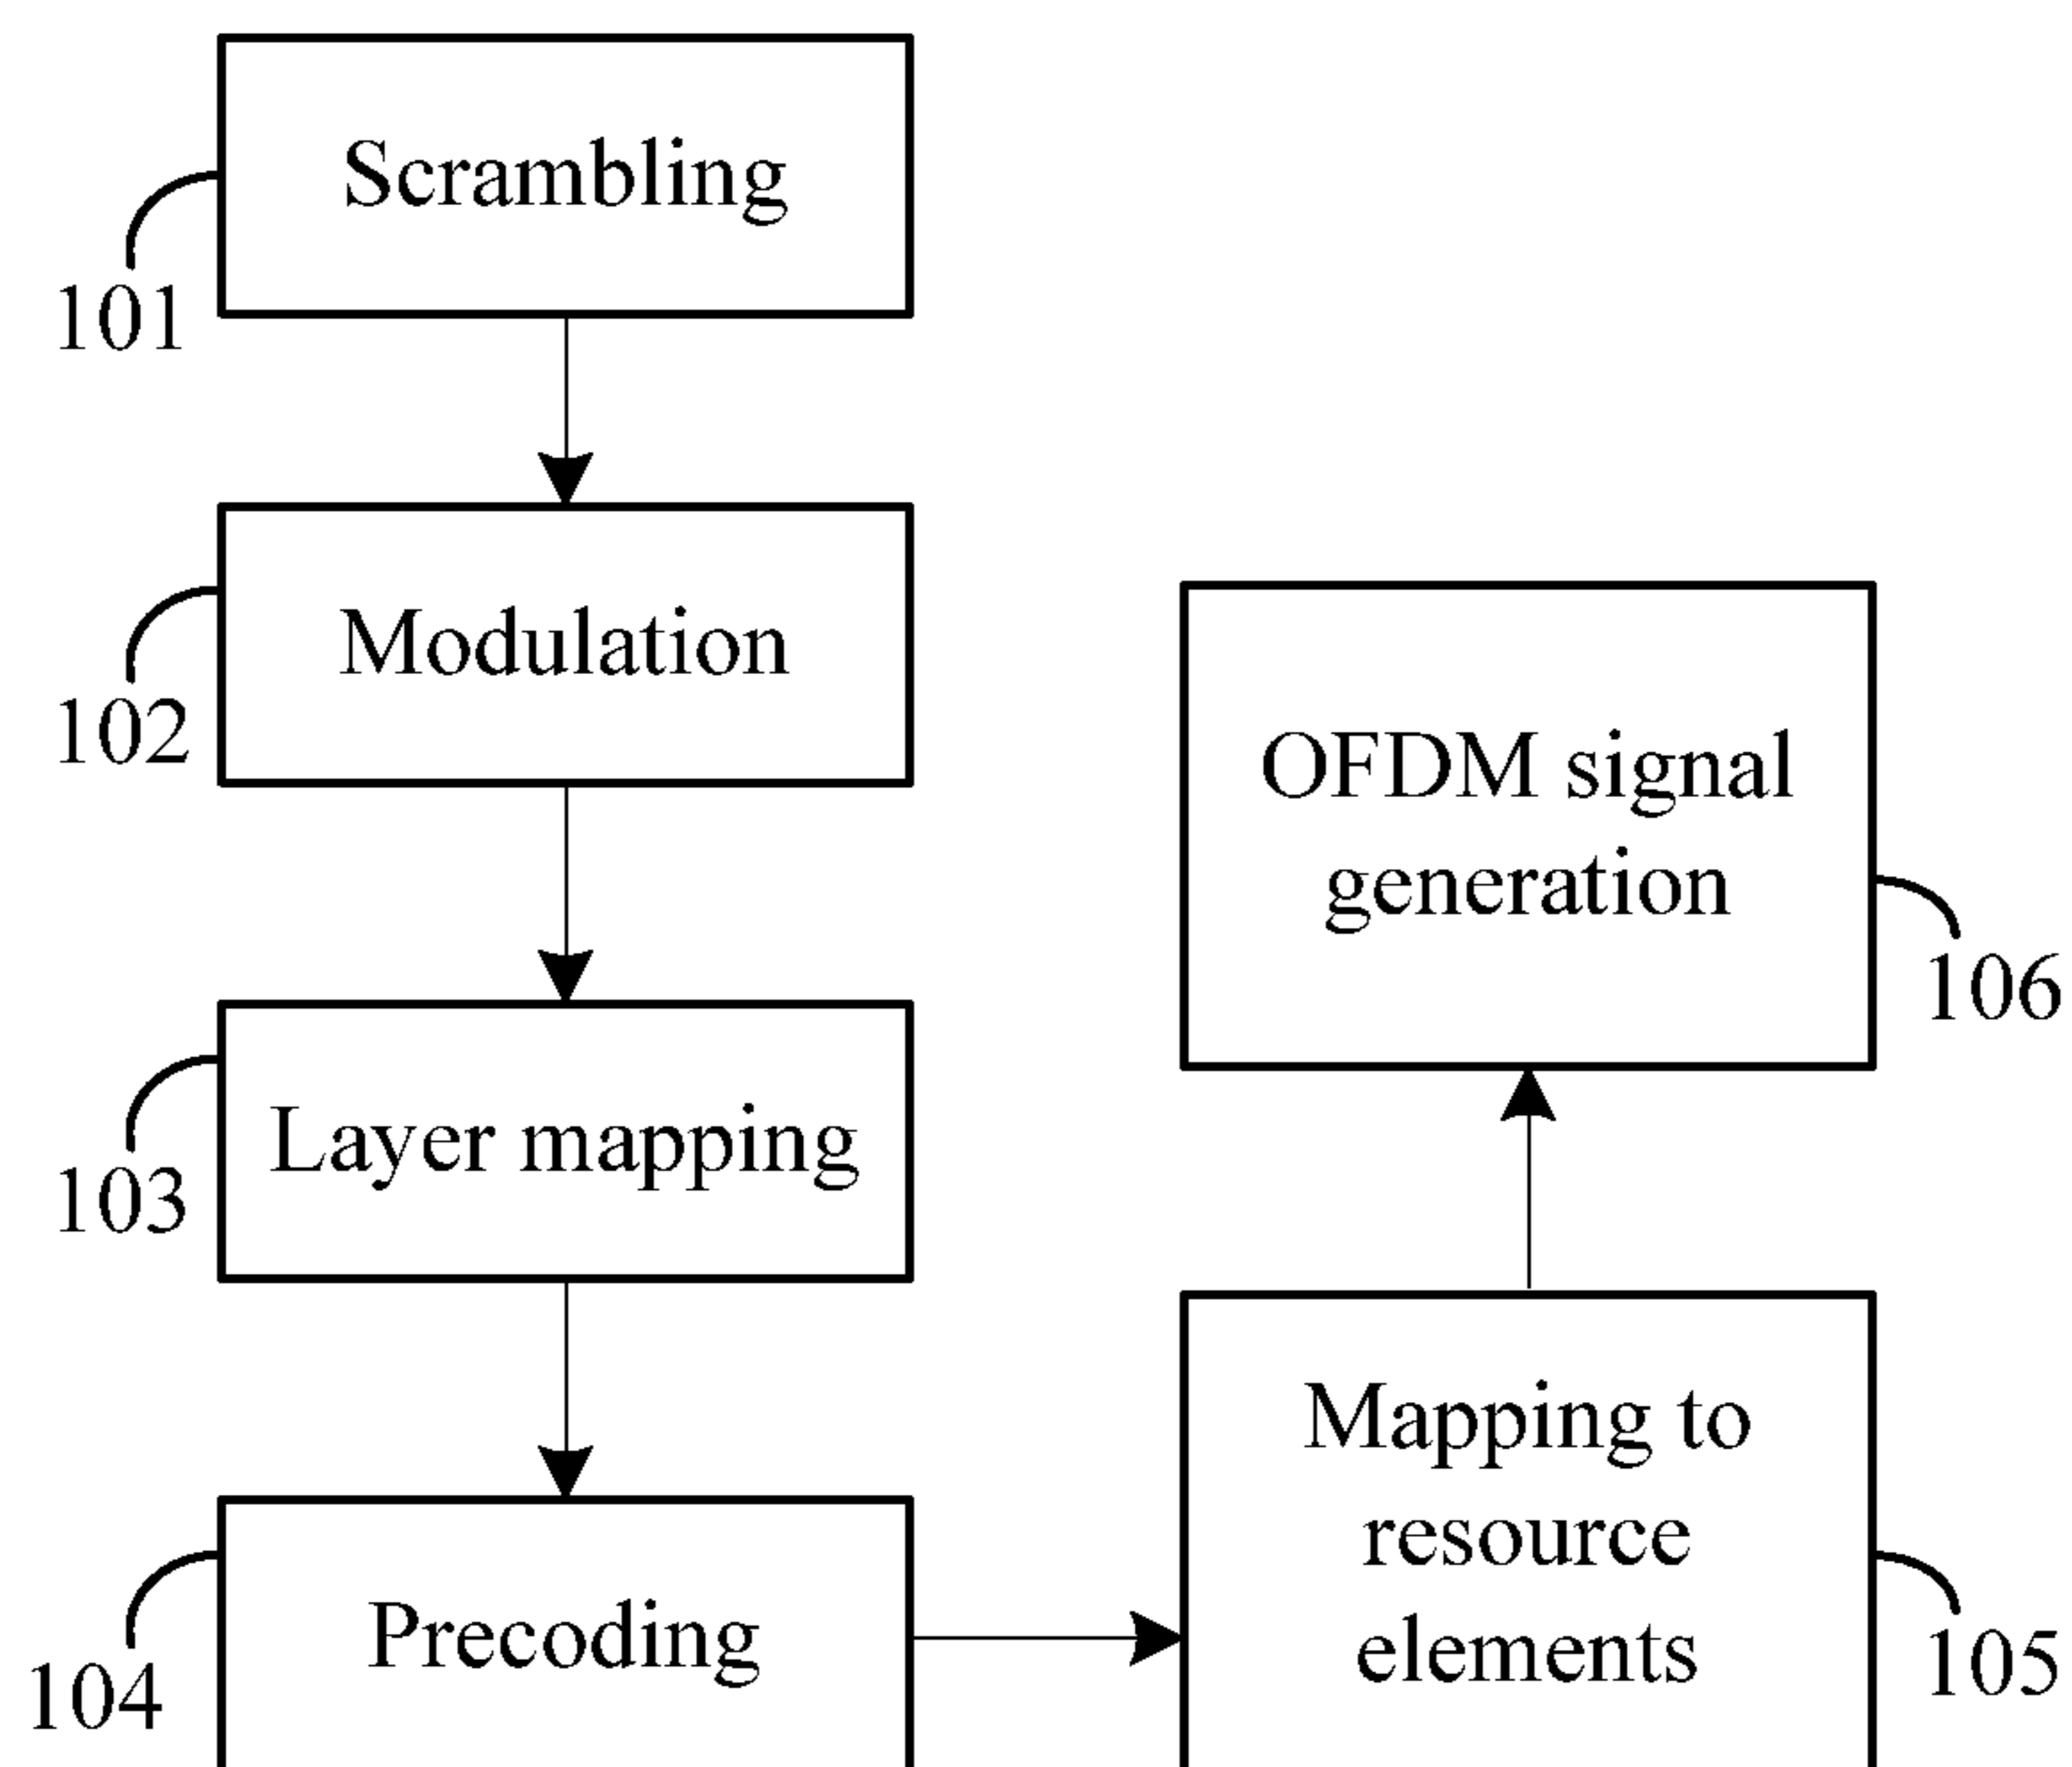 Scrambling
101
Modulation
102
Layer mapping
103
Precoding
104
Mapping to
resource
elements
105
OFDM signal
generation
106